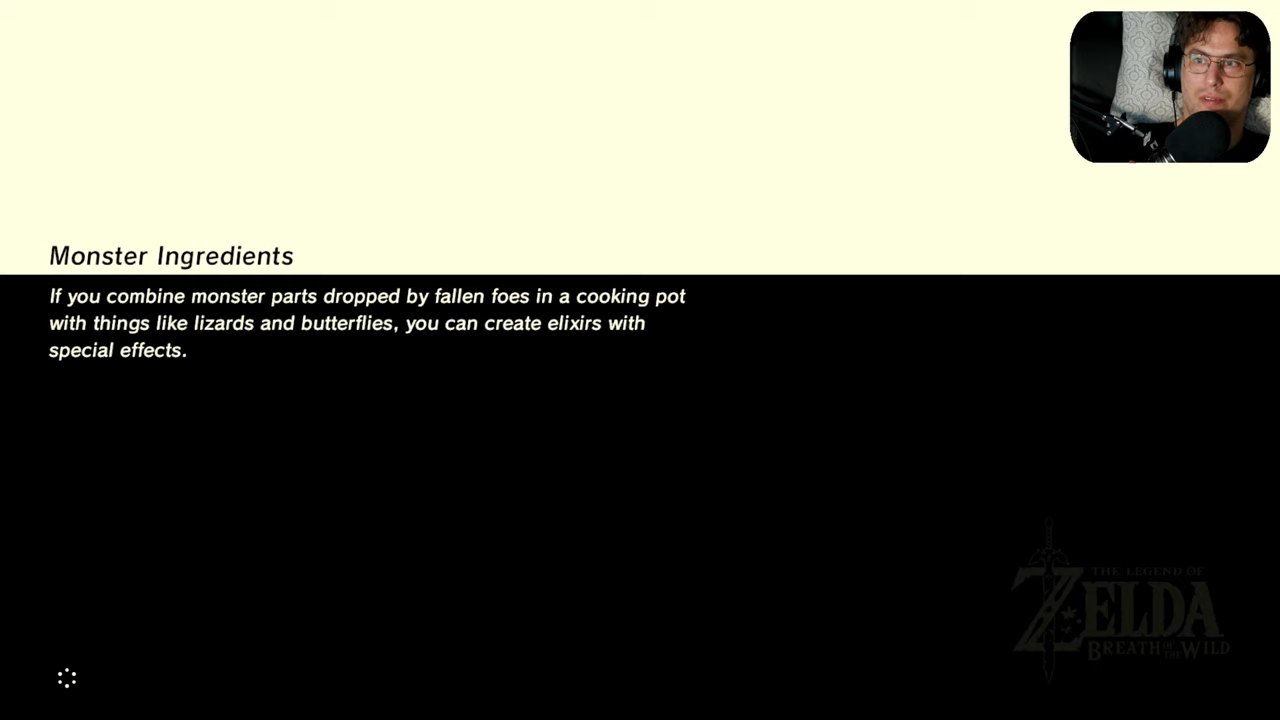 Monster Ingredients
If you combine monster parts dropped by fallen foes in a cooking pot
with things like lizards and butterflies, you can create elixirs with
special effects.
THE LEGEND OF
ZELDA
BREATH OF THE WILD